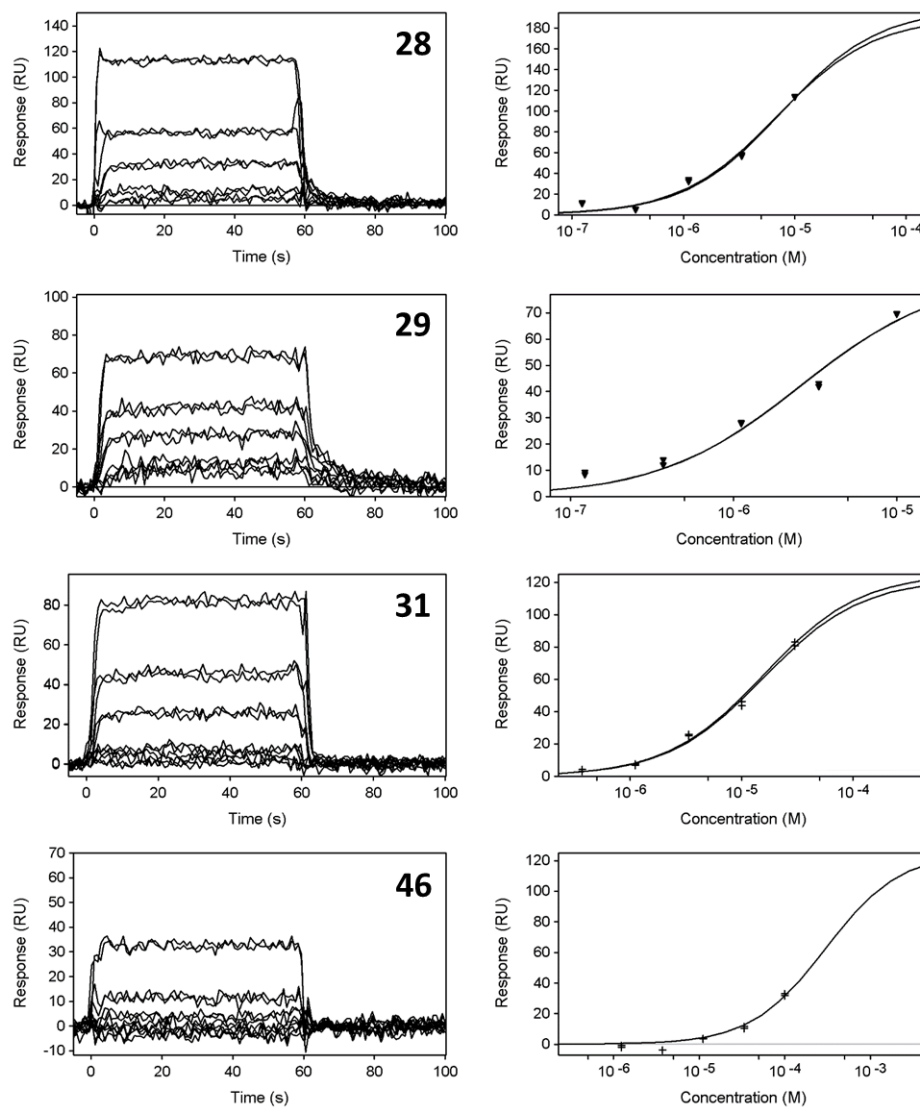 28
Response (RU)
140
120
100
80
60
40
20
0
0 20 40 60 80 100
Time (s)
Response (RU)
180
160
140
120
100
80
60
40
20
0
10⁻⁷ 10⁻⁶ 10⁻⁵ 10⁻⁴
Concentration (M)
29
Response (RU)
100
80
60
40
20
0
0 20 40 60 80 100
Time (s)
Response (RU)
70
60
50
40
30
20
10
0
10⁻⁷ 10⁻⁶ 10⁻⁵
Concentration (M)
31
Response (RU)
80
60
40
20
0
0 20 40 60 80 100
Time (s)
Response (RU)
120
100
80
60
40
20
0
10⁻⁶ 10⁻⁵ 10⁻⁴
Concentration (M)
46
Response (RU)
70
60
50
40
30
20
10
0
-10
0 20 40 60 80 100
Time (s)
Response (RU)
120
100
80
60
40
20
0
10⁻⁶ 10⁻⁵ 10⁻⁴ 10⁻³
Concentration (M)